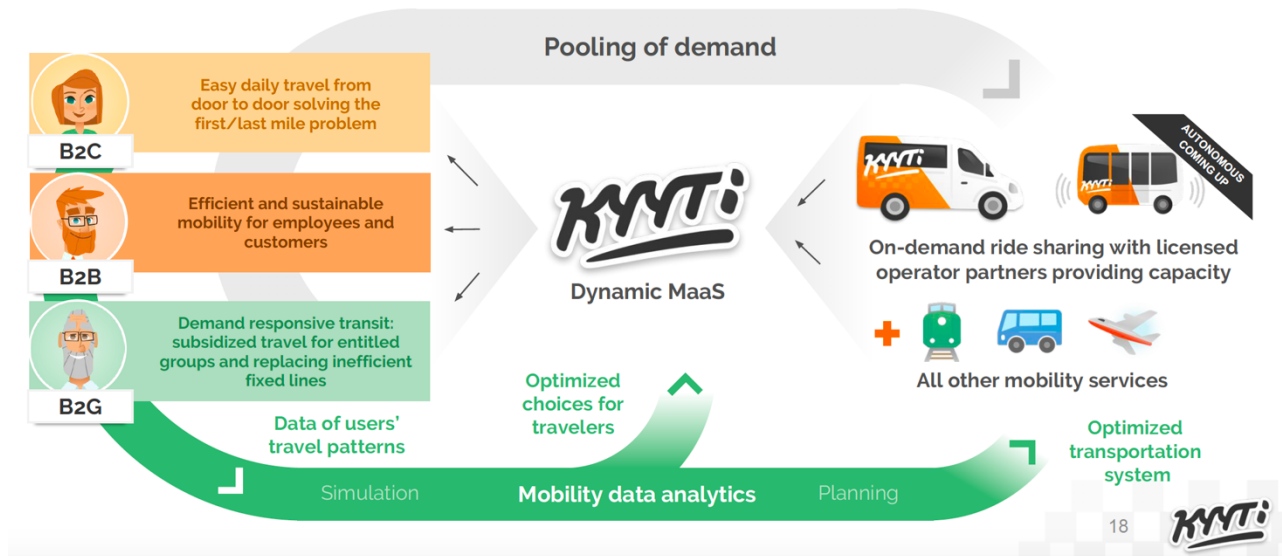 Pooling of demand
Easy daily travel from
door to door solving the
first/last mile problem
B2C
Efficient and sustainable
mobility for employees and
customers
B2B
Demand responsive transit:
subsidized travel for entitled
groups and replacing inefficient
fixed lines
B2G
KYYTi
Dynamic MaaS
KYYTi
KYYTi
AUTONOMOUS
COMING UP
On-demand ride sharing with licensed
operator partners providing capacity
+
All other mobility services
Data of users'
travel patterns
Optimized
choices for
travelers
Optimized
transportation
system
Simulation
Mobility data analytics
Planning
18
KYYTi